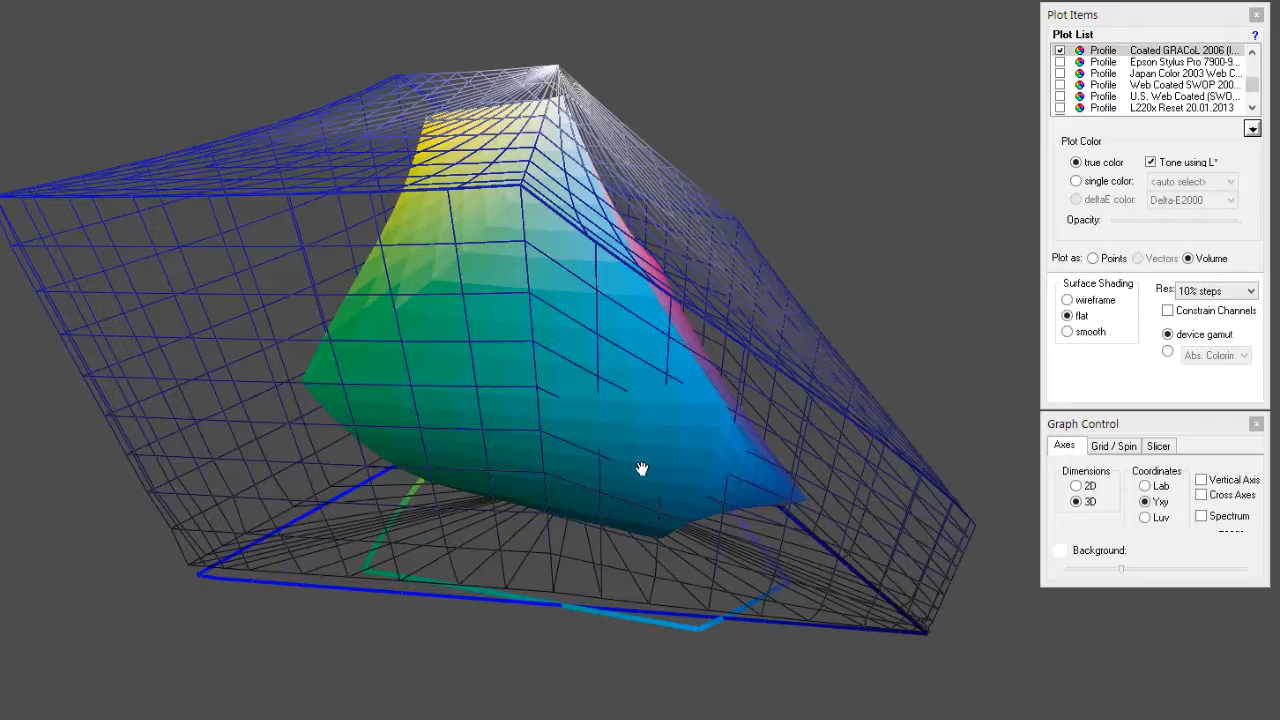 Plot Items
Plot List
?
Profile Coated GRACoL 2006 (I...
Profile Epson Stylus Pro 7900-9...
Profile Japan Color 2003 Web C...
Profile Web Coated SWOP 200...
Profile U.S. Web Coated (SWO...
Profile L220x Reset 20.01.2013
Plot Color
true color Tone using L*
single color: <auto select>
deltaE color: Delta-E2000
Opacity:
Plot as: Points Vectors Volume
Surface Shading
wireframe
flat
smooth
Res: 10% steps
Constrain Channels
device gamut
Abs. Colorin
Graph Control
Axes Grid / Spin Slicer
Dimensions
2D
3D
Coordinates
Lab
Yxy
Luv
Vertical Axis
Cross Axes
Spectrum
Background: